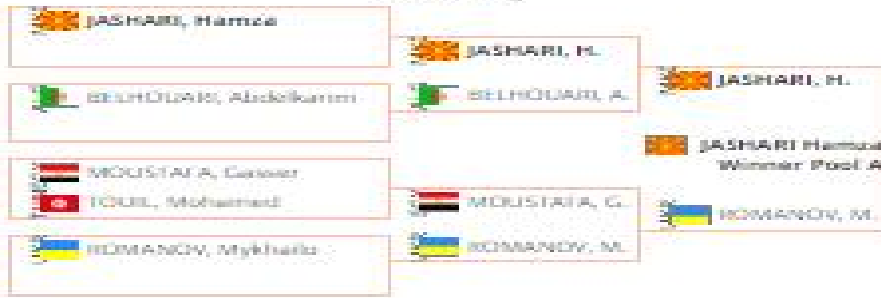 JASHARI, Hamza
BELHOUARI, Abdelkarim
MOUSTAFA, Gasser
TOUIL, Mohamed
ROMANOV, Mykhailo
JASHARI, H.
BELHOUARI, A.
MOUSTAFA, G.
ROMANOV, M.
JASHARI, H.
JASHARI Hamza
Winner Pool A
ROMANOV, M.